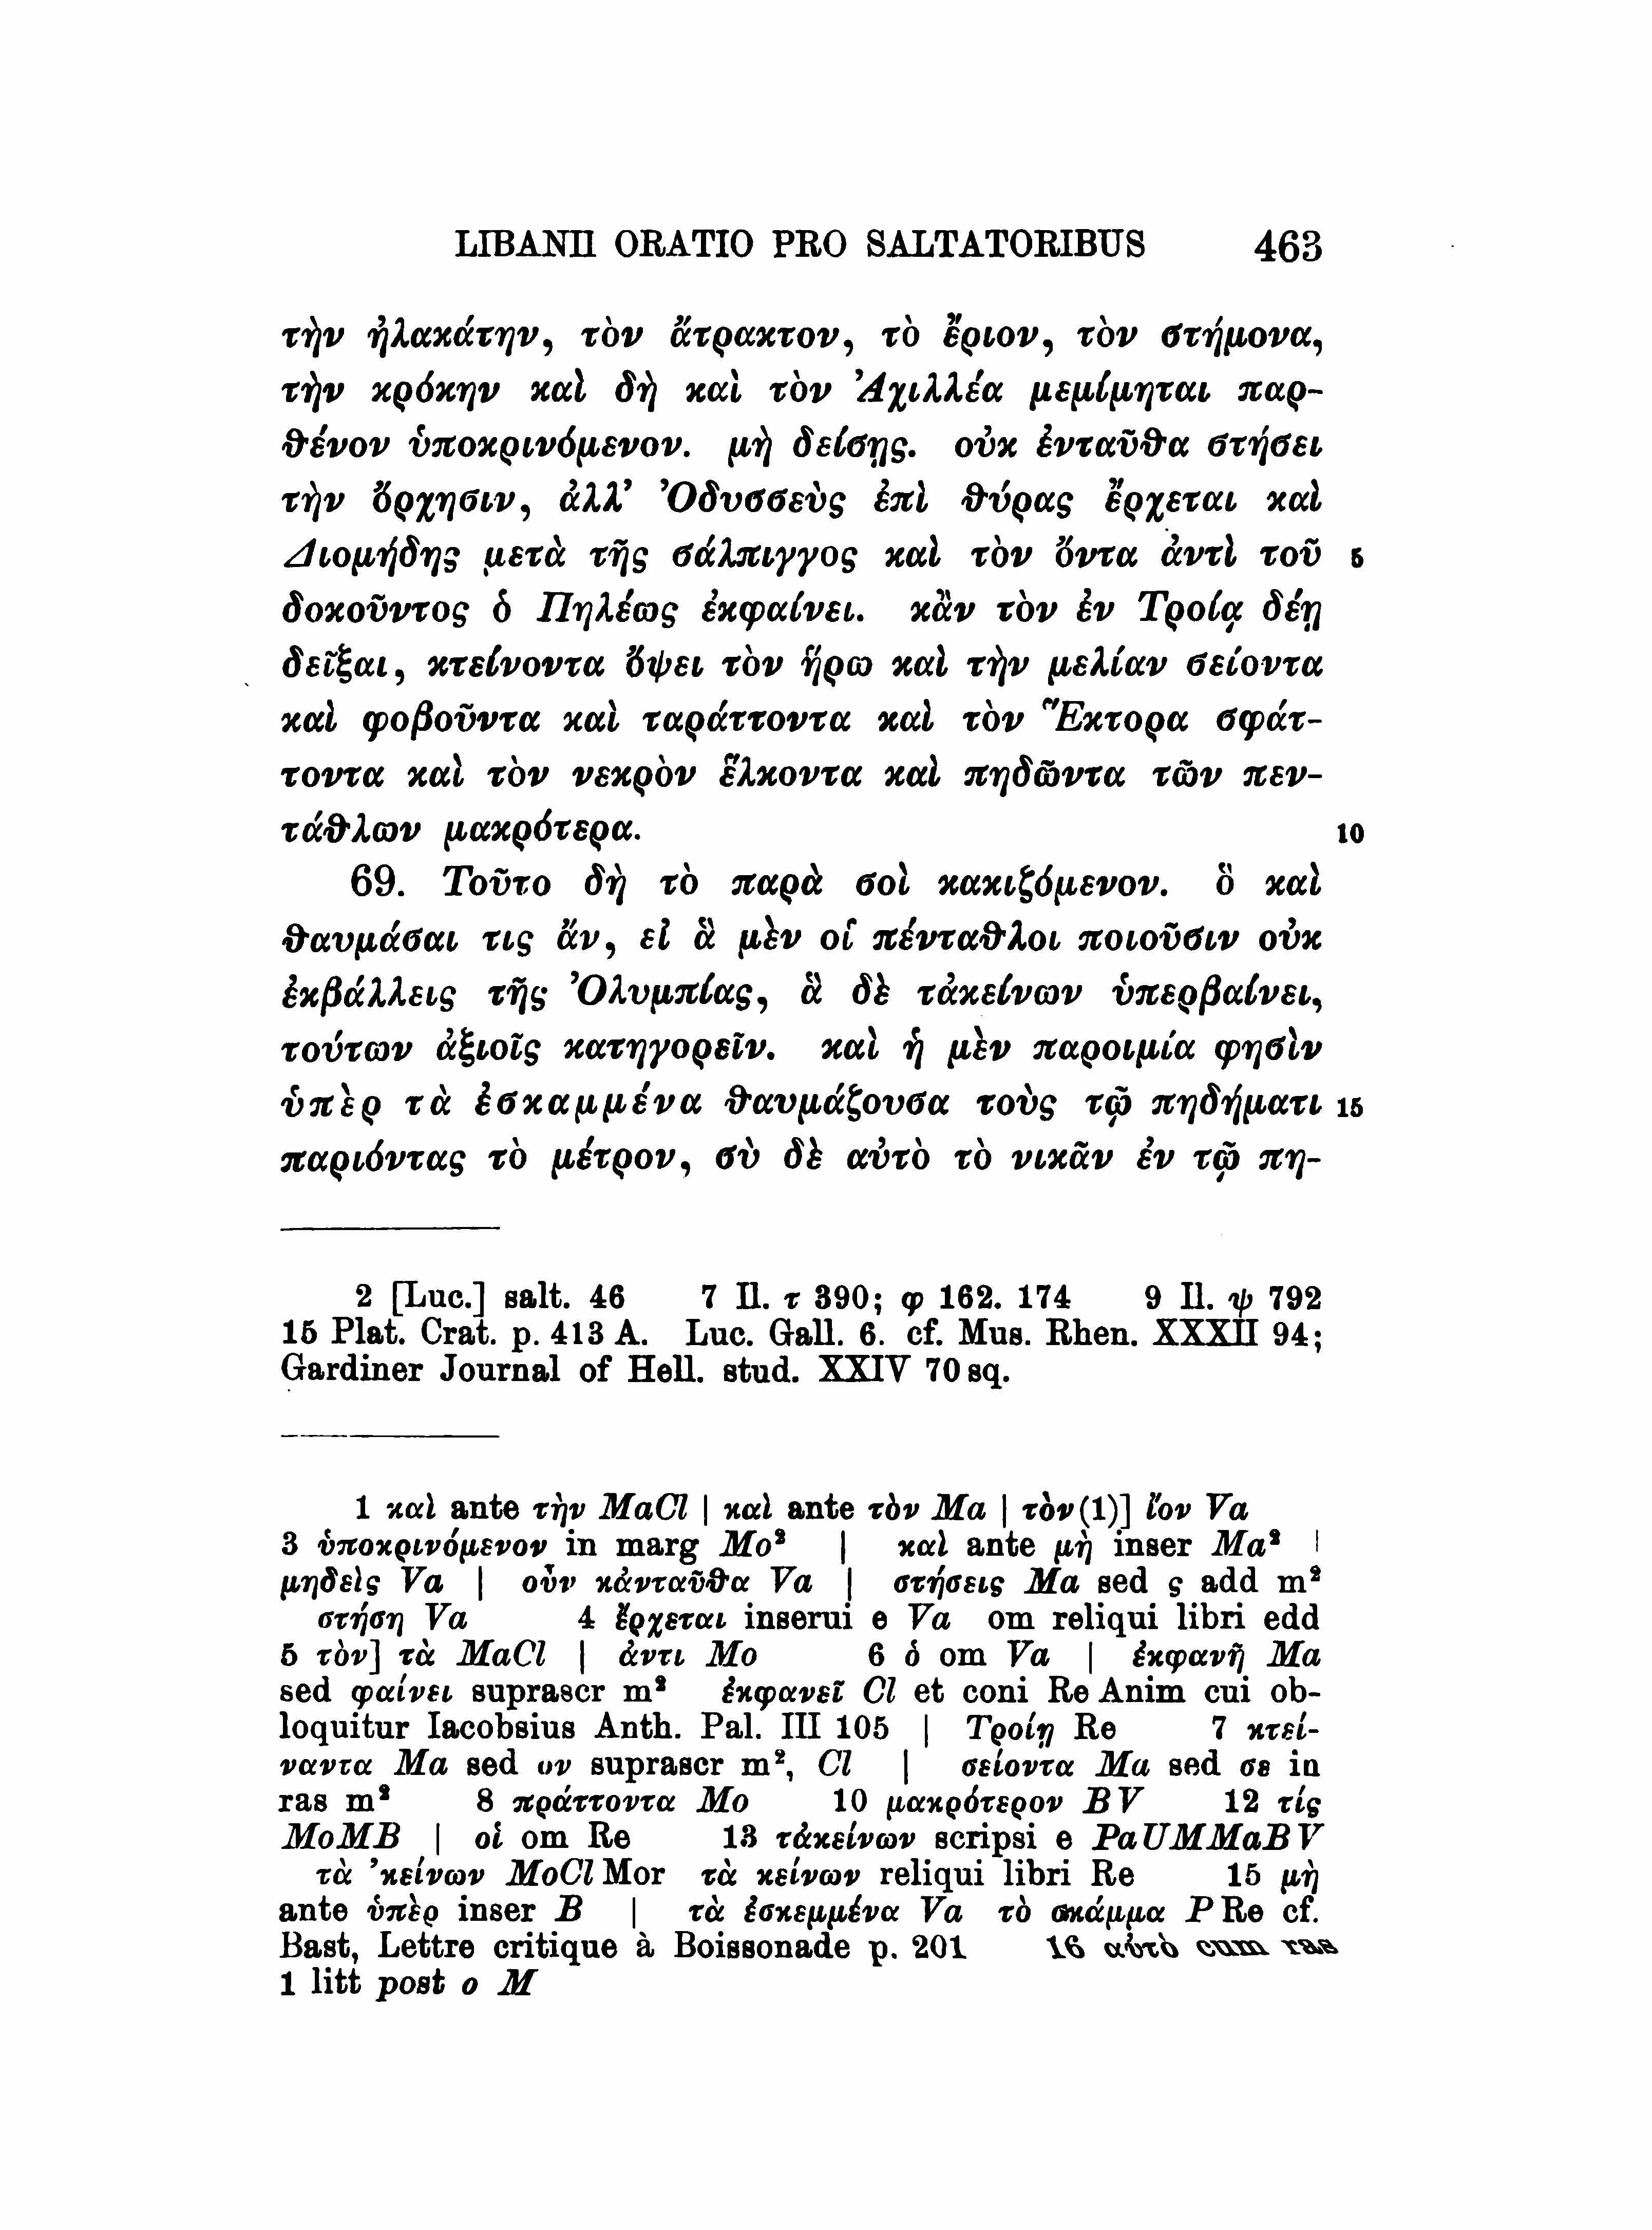 LIBANII ORATIO PRO SALTATORIBUS 463
τὴν ἠλακάτην, τὸν ἄτρακτον, τὸ ἔριον, τὸν στήμονα,
τὴν κρόκην καὶ δὴ καὶ τὸν Ἀχιλλέα μεμίμηται παρ-
θένον ὑποκρινόμενον. μὴ δείσῃς. οὐκ ἐνταῦθα στήσει
τὴν ὄρχησιν, ἀλλ’ Ὀδυσσεὺς ἐπὶ θύρας ἔρχεται καὶ
Διομήδης μετὰ τῆς σάλπιγγος καὶ τὸν ὄντα ἀντὶ τοῦ 5
δοκοῦντος ὁ Πηλέως ἐκφαίνει. κἂν τὸν ἐν Τροίᾳ δέῃ
δεῖξαι, κτείνοντα ὄψει τὸν ἥρω καὶ τὴν μελίαν σείοντα
καὶ φοβοῦντα καὶ ταράττοντα καὶ τὸν Ἕκτορα σφάτ-
τοντα καὶ τὸν νεκρὸν ἕλκοντα καὶ πηδῶντα τῶν πεν-
τάθλων μακρότερα. 10
69. Τοῦτο δὴ τὸ παρὰ σοὶ κακιζόμενον. ὃ καὶ
θαυμάσαι τις ἄν, εἰ ἃ μὲν οἱ πένταθλοι ποιοῦσιν οὐκ
ἐκβάλλεις τῆς Ὀλυμπίας, ἃ δὲ τἀκείνων ὑπερβαίνει,
τούτων ἀξιοῖς κατηγορεῖν. καὶ ἡ μὲν παροιμία φησὶν
ὑπὲρ τὰ ἐσκαμμένα θαυμάζουσα τοὺς τῷ πηδήματι 15
παριόντας τὸ μέτρον, σὺ δὲ αὐτὸ τὸ νικᾶν ἐν τῷ πη-
2 [Luc.] salt. 46 7 Il. τ 390; φ 162. 174 9 Il. ψ 792
15 Plat. Crat. p. 413 A. Luc. Gall. 6. cf. Mus. Rhen. XXXII 94;
Gardiner Journal of Hell. stud. XXIV 70 sq.
1 καὶ ante τὴν MaCl | καὶ ante τὸν Ma | τὸν(1)] ἴον Va
3 ὑποκρινόμενον in marg Mo² | καὶ ante μὴ inser Ma² |
μηδεὶς Va | οὖν κἀνταῦθα Va | στήσεις Ma sed ς add m²
στήση Va 4 ἔρχεται inserui e Va om reliqui libri edd
5 τὸν] τὰ MaCl | ἀντι Mo 6 ὁ om Va | ἐκφανῆ Ma
sed φαίνει suprascr m² ἐκφανεῖ Cl et coni Re Anim cui ob-
loquitur Iacobsius Anth. Pal. III 105 | Τροίῃ Re 7 κτεί-
ναντα Ma sed ον suprascr m², Cl | σείοντα Ma sed σε in
ras m² 8 πράττοντα Mo 10 μακρότερον BV 12 τίς
MoMB | οἱ om Re 13 τἀκείνων scripsi e PaUMMaBV
τὰ ’κείνων MoCl Mor τὰ κείνων reliqui libri Re 15 μὴ
ante ὑπὲρ inser B | τὰ ἐσκεμμένα Va τὸ σκάμμα P Re cf.
Bast, Lettre critique à Boissonade p. 201 16 αὐτὸ cum ras
1 litt post o M